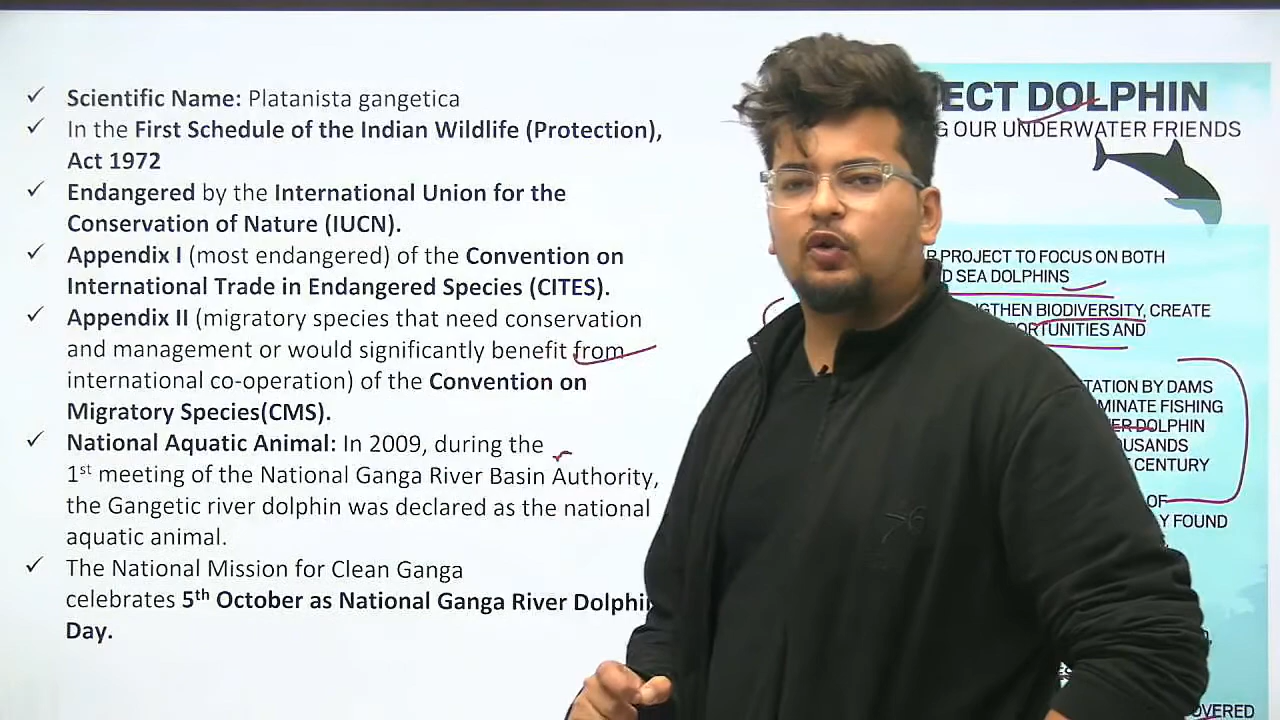 Scientific Name: Platanista gangetica
In the First Schedule of the Indian Wildlife (Protection),
Act 1972
Endangered by the International Union for the
Conservation of Nature (IUCN).
Appendix I (most endangered) of the Convention on
International Trade in Endangered Species (CITES).
Appendix II (migratory species that need conservation
and management or would significantly benefit from
international co-operation) of the Convention on
Migratory Species(CMS).
National Aquatic Animal: In 2009, during the
1st meeting of the National Ganga River Basin Authority,
the Gangetic river dolphin was declared as the national
aquatic animal.
The National Mission for Clean Ganga
celebrates 5th October as National Ganga River Dolphin
Day.
DOLPHIN
OUR UNDERWATER FRIENDS
PROJECT TO FOCUS ON BOTH
SEA DOLPHINS
BIODIVERSITY, CREATE
AND
BY DAMS
FISHING
DOLPHIN
CENTURY
OF
FOUND
76